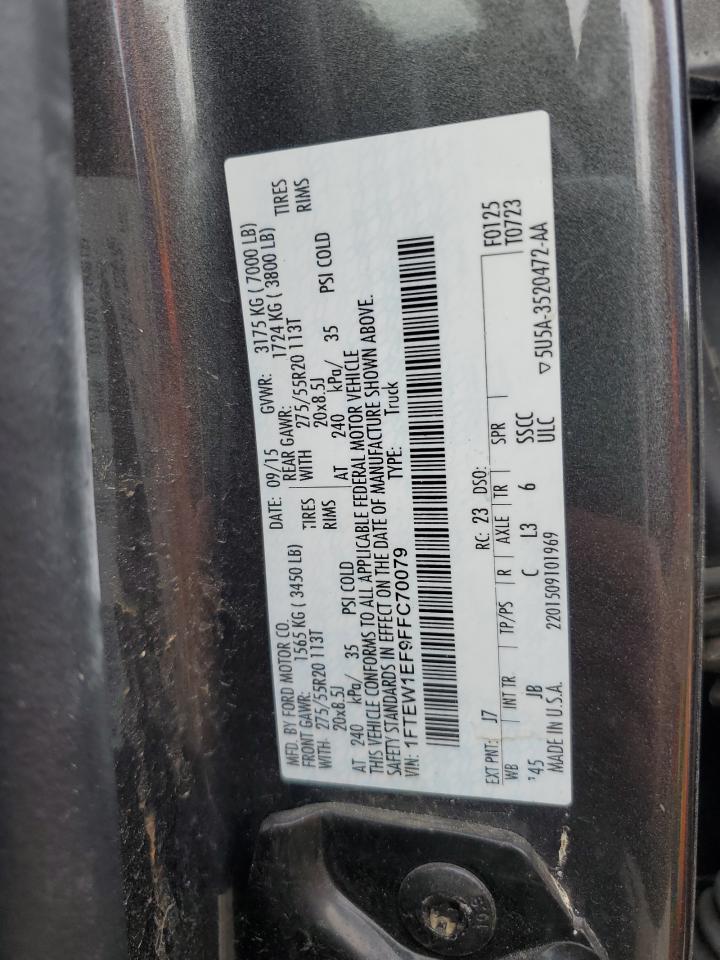 MFD. BY FORD MOTOR CO.
DATE: 09/15 GVWR: 3175 KG ( 7000 LB)
FRONT GAWR: 1565 KG ( 3450 LB) REAR GAWR: 1724 KG ( 3800 LB)
WITH 275/55R20 113T TIRES WITH 275/55R20 113T TIRES
20x8.5J RIMS 20x8.5J RIMS
AT 240 kPa/ 35 PSI COLD AT 240 kPa/ 35 PSI COLD
THIS VEHICLE CONFORMS TO ALL APPLICABLE FEDERAL MOTOR VEHICLE
SAFETY STANDARDS IN EFFECT ON THE DATE OF MANUFACTURE SHOWN ABOVE.
VIN: 1FTEW1EF9FFC70079 TYPE: Truck
EXT PNT: J7 RC: 23 DSO: F0125
WB INT TR TP/PS R AXLE TR SPR T0723
'45 JB C L3 6 SSCC
MADE IN U.S.A. 2201509101969 ULC ▽5U5A-3520472-AA